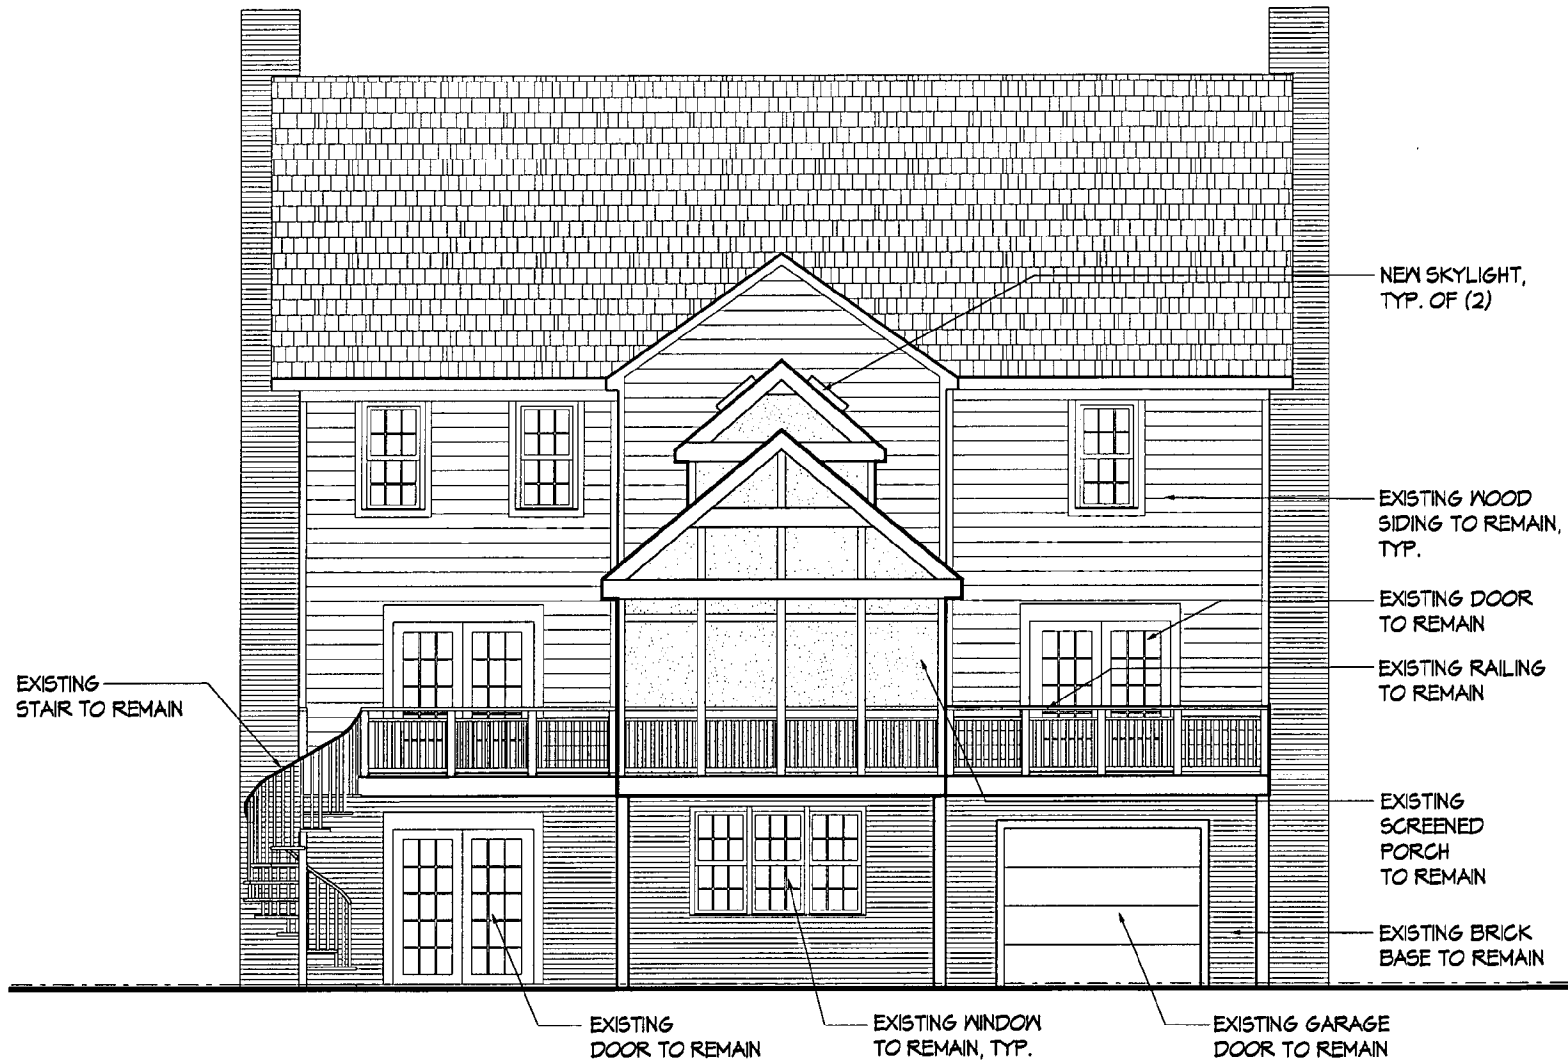 NEW SKYLIGHT,
TYP. OF (2)
EXISTING WOOD
SIDING TO REMAIN,
TYP.
EXISTING DOOR
TO REMAIN
EXISTING RAILING
TO REMAIN
EXISTING
STAIR TO REMAIN
EXISTING
SCREENED
PORCH
TO REMAIN
EXISTING BRICK
BASE TO REMAIN
EXISTING
DOOR TO REMAIN
EXISTING WINDOW
TO REMAIN, TYP.
EXISTING GARAGE
DOOR TO REMAIN